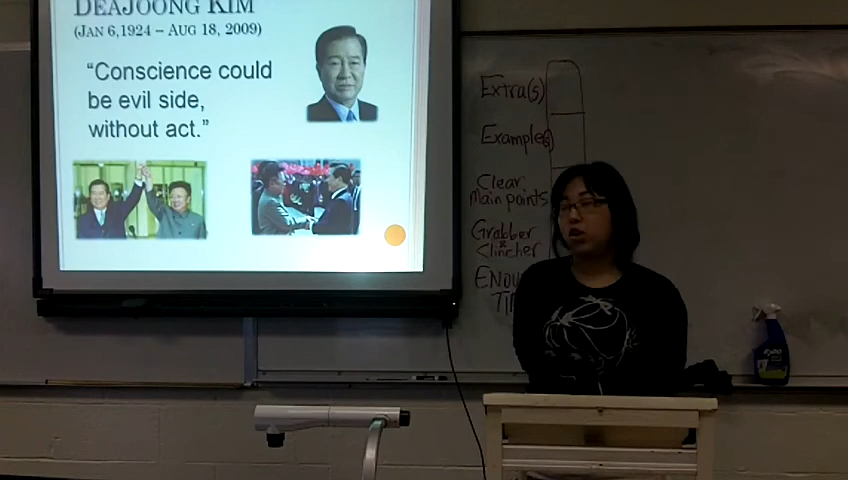 DEAJOONG KIM
(JAN 6,1924 – AUG 18, 2009)
“Conscience could
be evil side,
without act.”
Extra(s)
Example(s)
Clear
Main points
Grabber
&
Clincher
EXPO